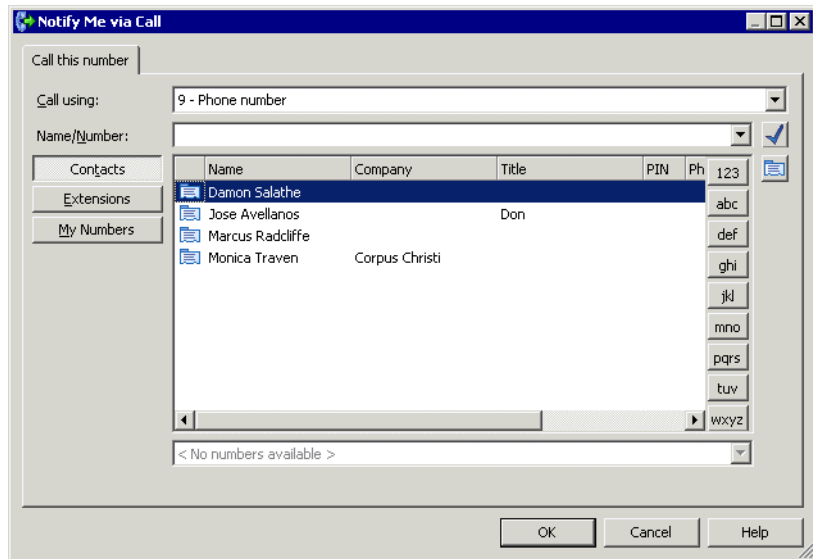 Notify Me via Call
Call this number
Call using:
9 - Phone number
Name/Number:
Contacts
Extensions
My Numbers
Name Company Title PIN Ph
Damon Salathe
Jose Avellanos Don
Marcus Radcliffe
Monica Traven Corpus Christi
123
abc
def
ghi
jkl
mno
pqrs
tuv
wxyz
< No numbers available >
OK Cancel Help